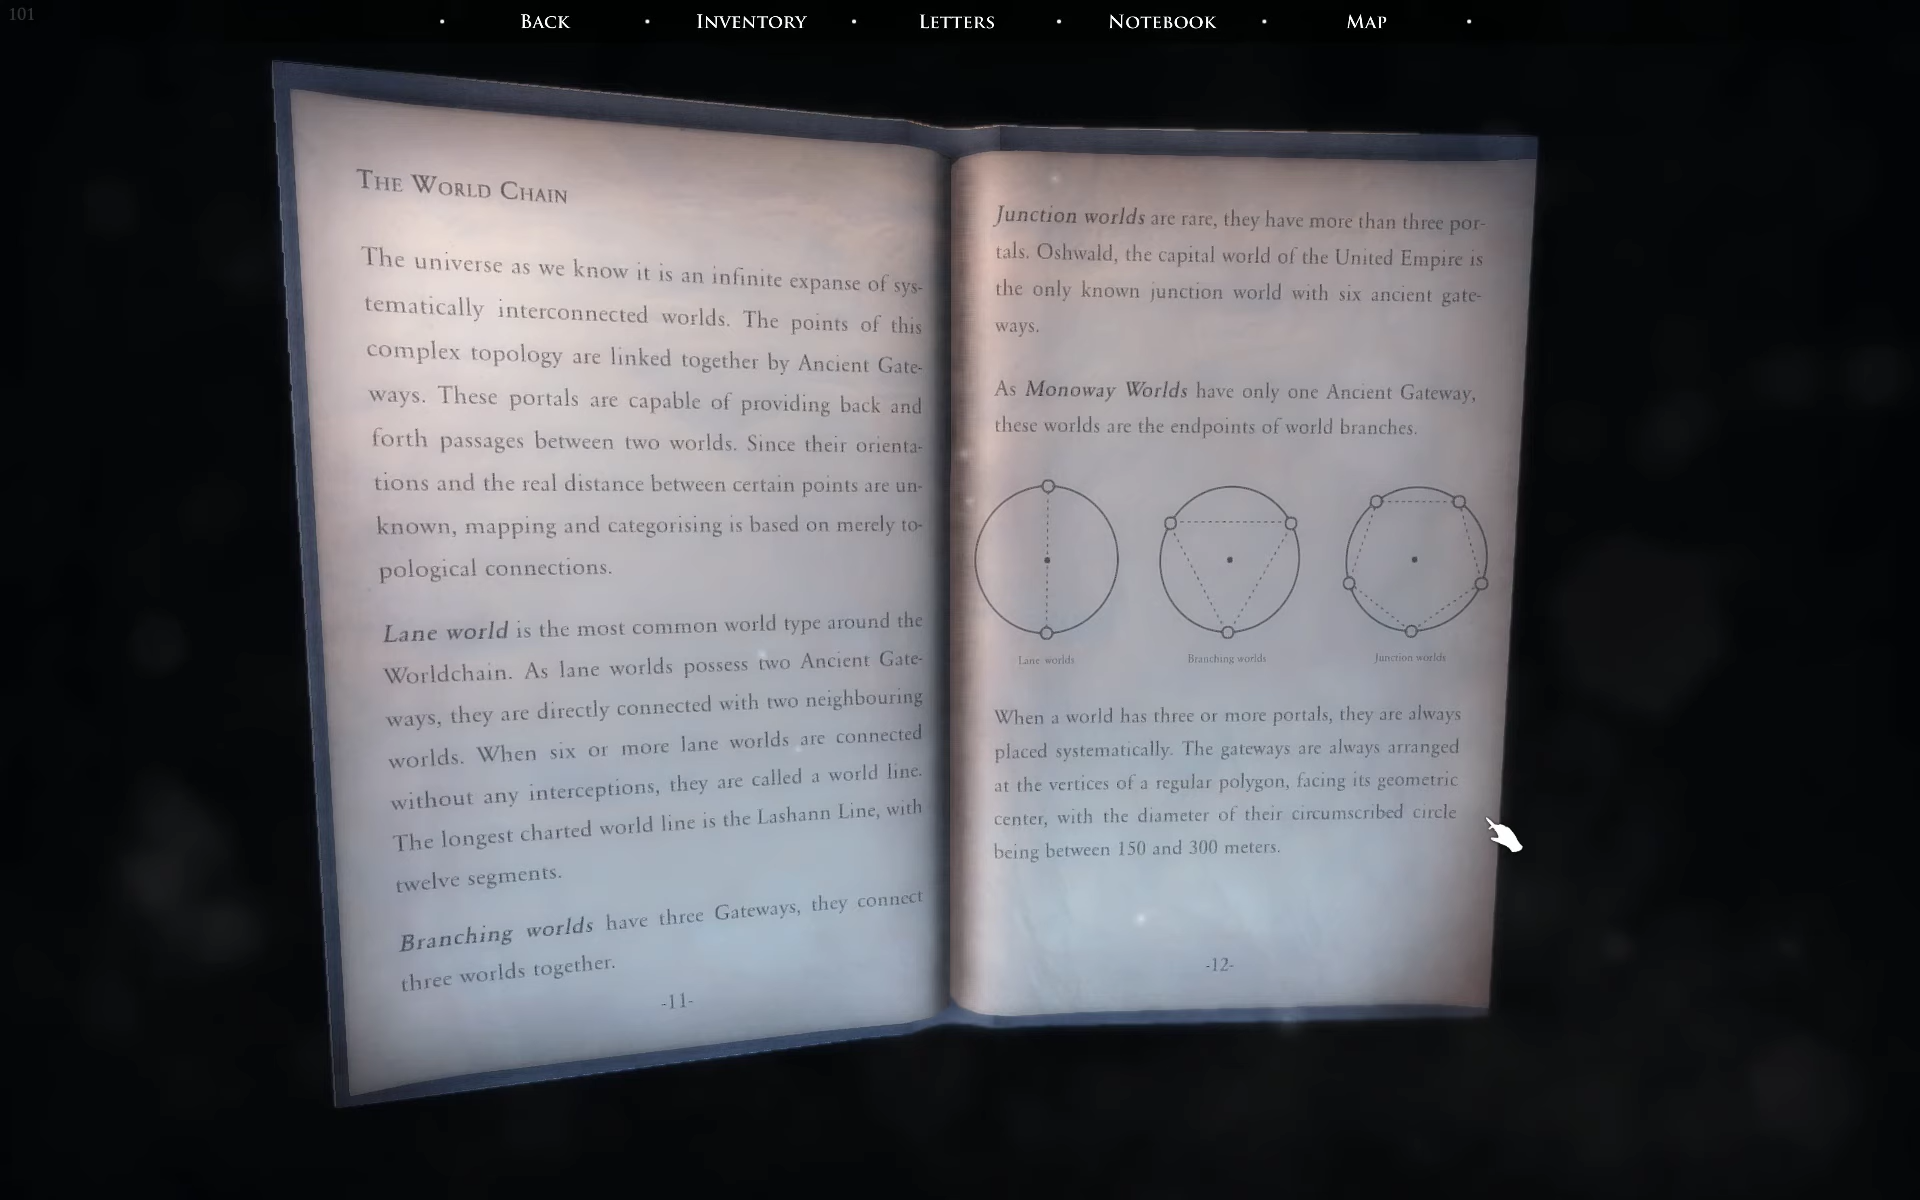 101
BACK
INVENTORY
LETTERS
NOTEBOOK
MAP
THE WORLD CHAIN
The universe as we know it is an infinite expanse of sys-
tematically interconnected worlds. The points of this
complex topology are linked together by Ancient Gate-
ways. These portals are capable of providing back and
forth passages between two worlds. Since their orienta-
tions and the real distance between certain points are un-
known, mapping and categorising is based on merely to-
pological connections.
Lane world is the most common world type around the
Worldchain. As lane worlds possess two Ancient Gate-
ways, they are directly connected with two neighbouring
worlds. When six or more lane worlds are connected
without any interceptions, they are called a world line.
The longest charted world line is the Lashann Line, with
twelve segments.
Branching worlds have three Gateways, they connect
three worlds together.
-11-
Junction worlds are rare, they have more than three por-
tals. Oshwald, the capital world of the United Empire is
the only known junction world with six ancient gate-
ways.
As Monoway Worlds have only one Ancient Gateway,
these worlds are the endpoints of world branches.
Lane worlds
Branching worlds
Junction worlds
When a world has three or more portals, they are always
placed systematically. The gateways are always arranged
at the vertices of a regular polygon, facing its geometric
center, with the diameter of their circumscribed circle
being between 150 and 300 meters.
-12-